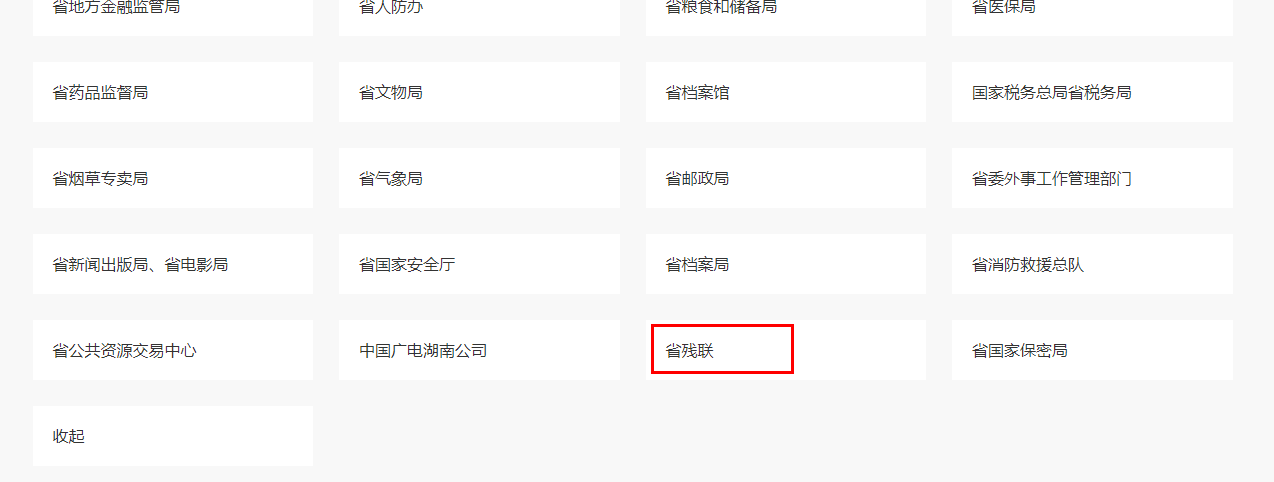 省地方金融监管局
省人防办
省粮食和储备局
省医保局
省药品监督局
省文物局
省档案馆
国家税务总局省税务局
省烟草专卖局
省气象局
省邮政局
省委外事工作管理部门
省新闻出版局、省电影局
省国家安全厅
省档案局
省消防救援总队
省公共资源交易中心
中国广电湖南公司
省残联
省国家保密局
收起